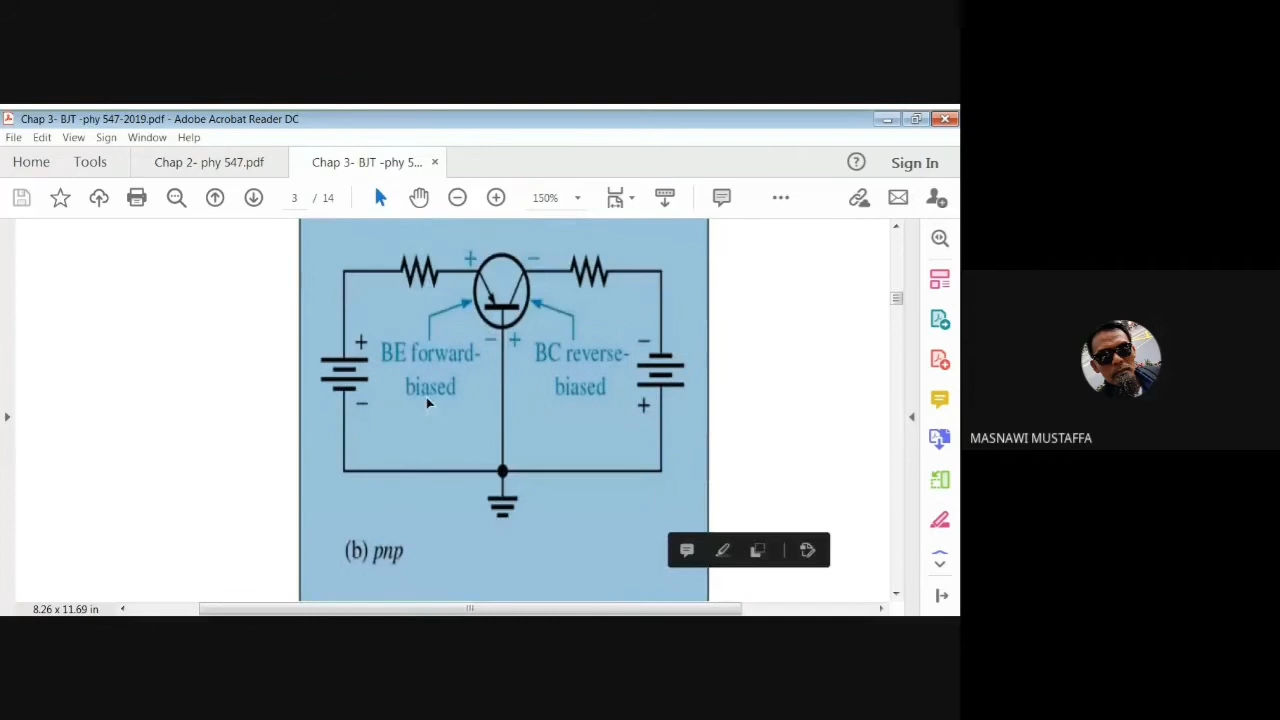 Chap 3- BJT -phy 547-2019.pdf - Adobe Acrobat Reader DC
File Edit View Sign Window Help
Home Tools Chap 2- phy 547.pdf Chap 3- BJT -phy 5... × ? Sign In
3 / 14 150%
+ −
− +
+ BE forward- BC reverse- −
biased biased
− +
(b) pnp
MASNAWI MUSTAFFA
8.26 x 11.69 in